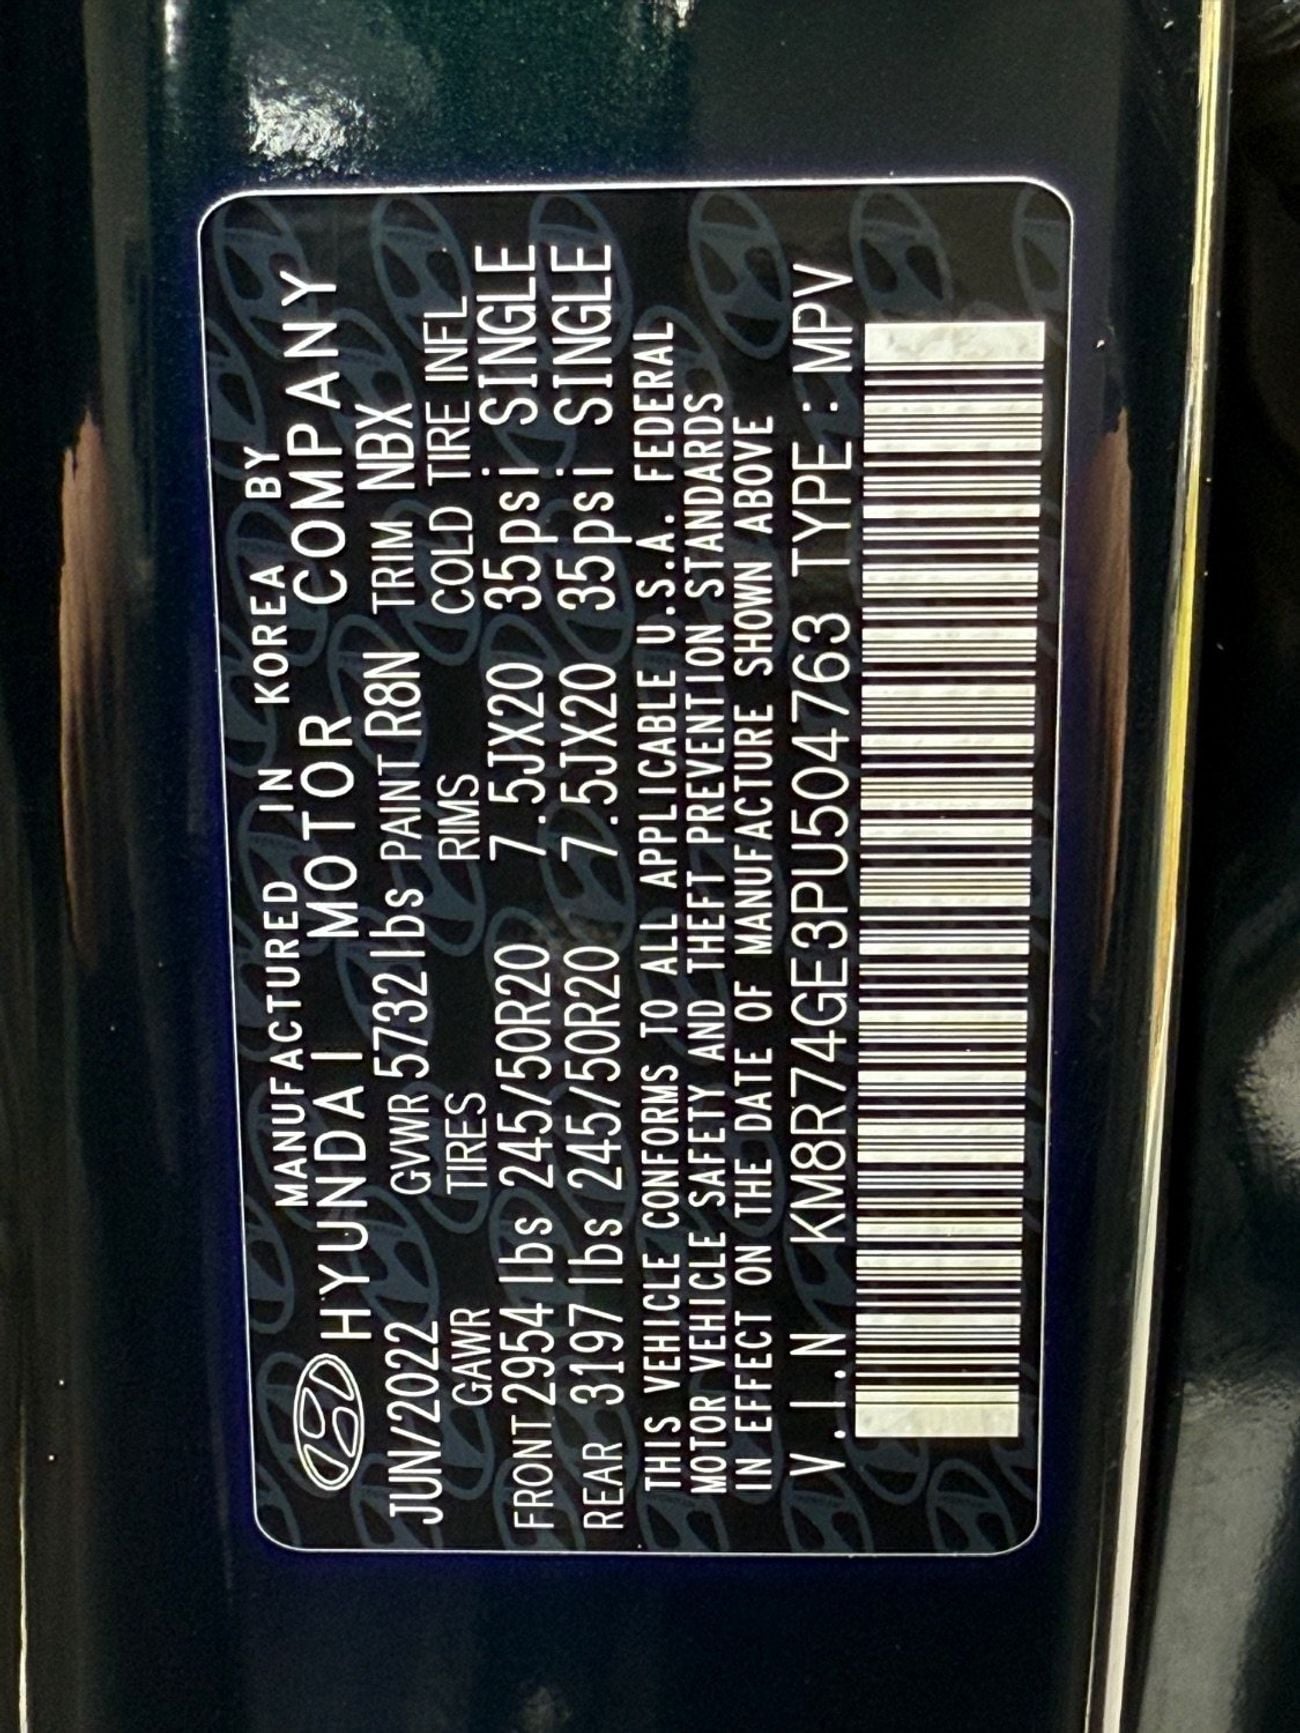 MANUFACTURED IN KOREA BY
HYUNDAI MOTOR COMPANY
JUN/2022 GVWR 5732 lbs PAINT R8N TRIM NBX
GAWR TIRES RIMS COLD TIRE INFL
FRONT 2954 lbs 245/50R20 7.5JX20 35psi SINGLE
REAR 3197 lbs 245/50R20 7.5JX20 35psi SINGLE
THIS VEHICLE CONFORMS TO ALL APPLICABLE U.S.A. FEDERAL
MOTOR VEHICLE SAFETY AND THEFT PREVENTION STANDARDS
IN EFFECT ON THE DATE OF MANUFACTURE SHOWN ABOVE
V.I.N KM8R74GE3PU504763 TYPE: MPV